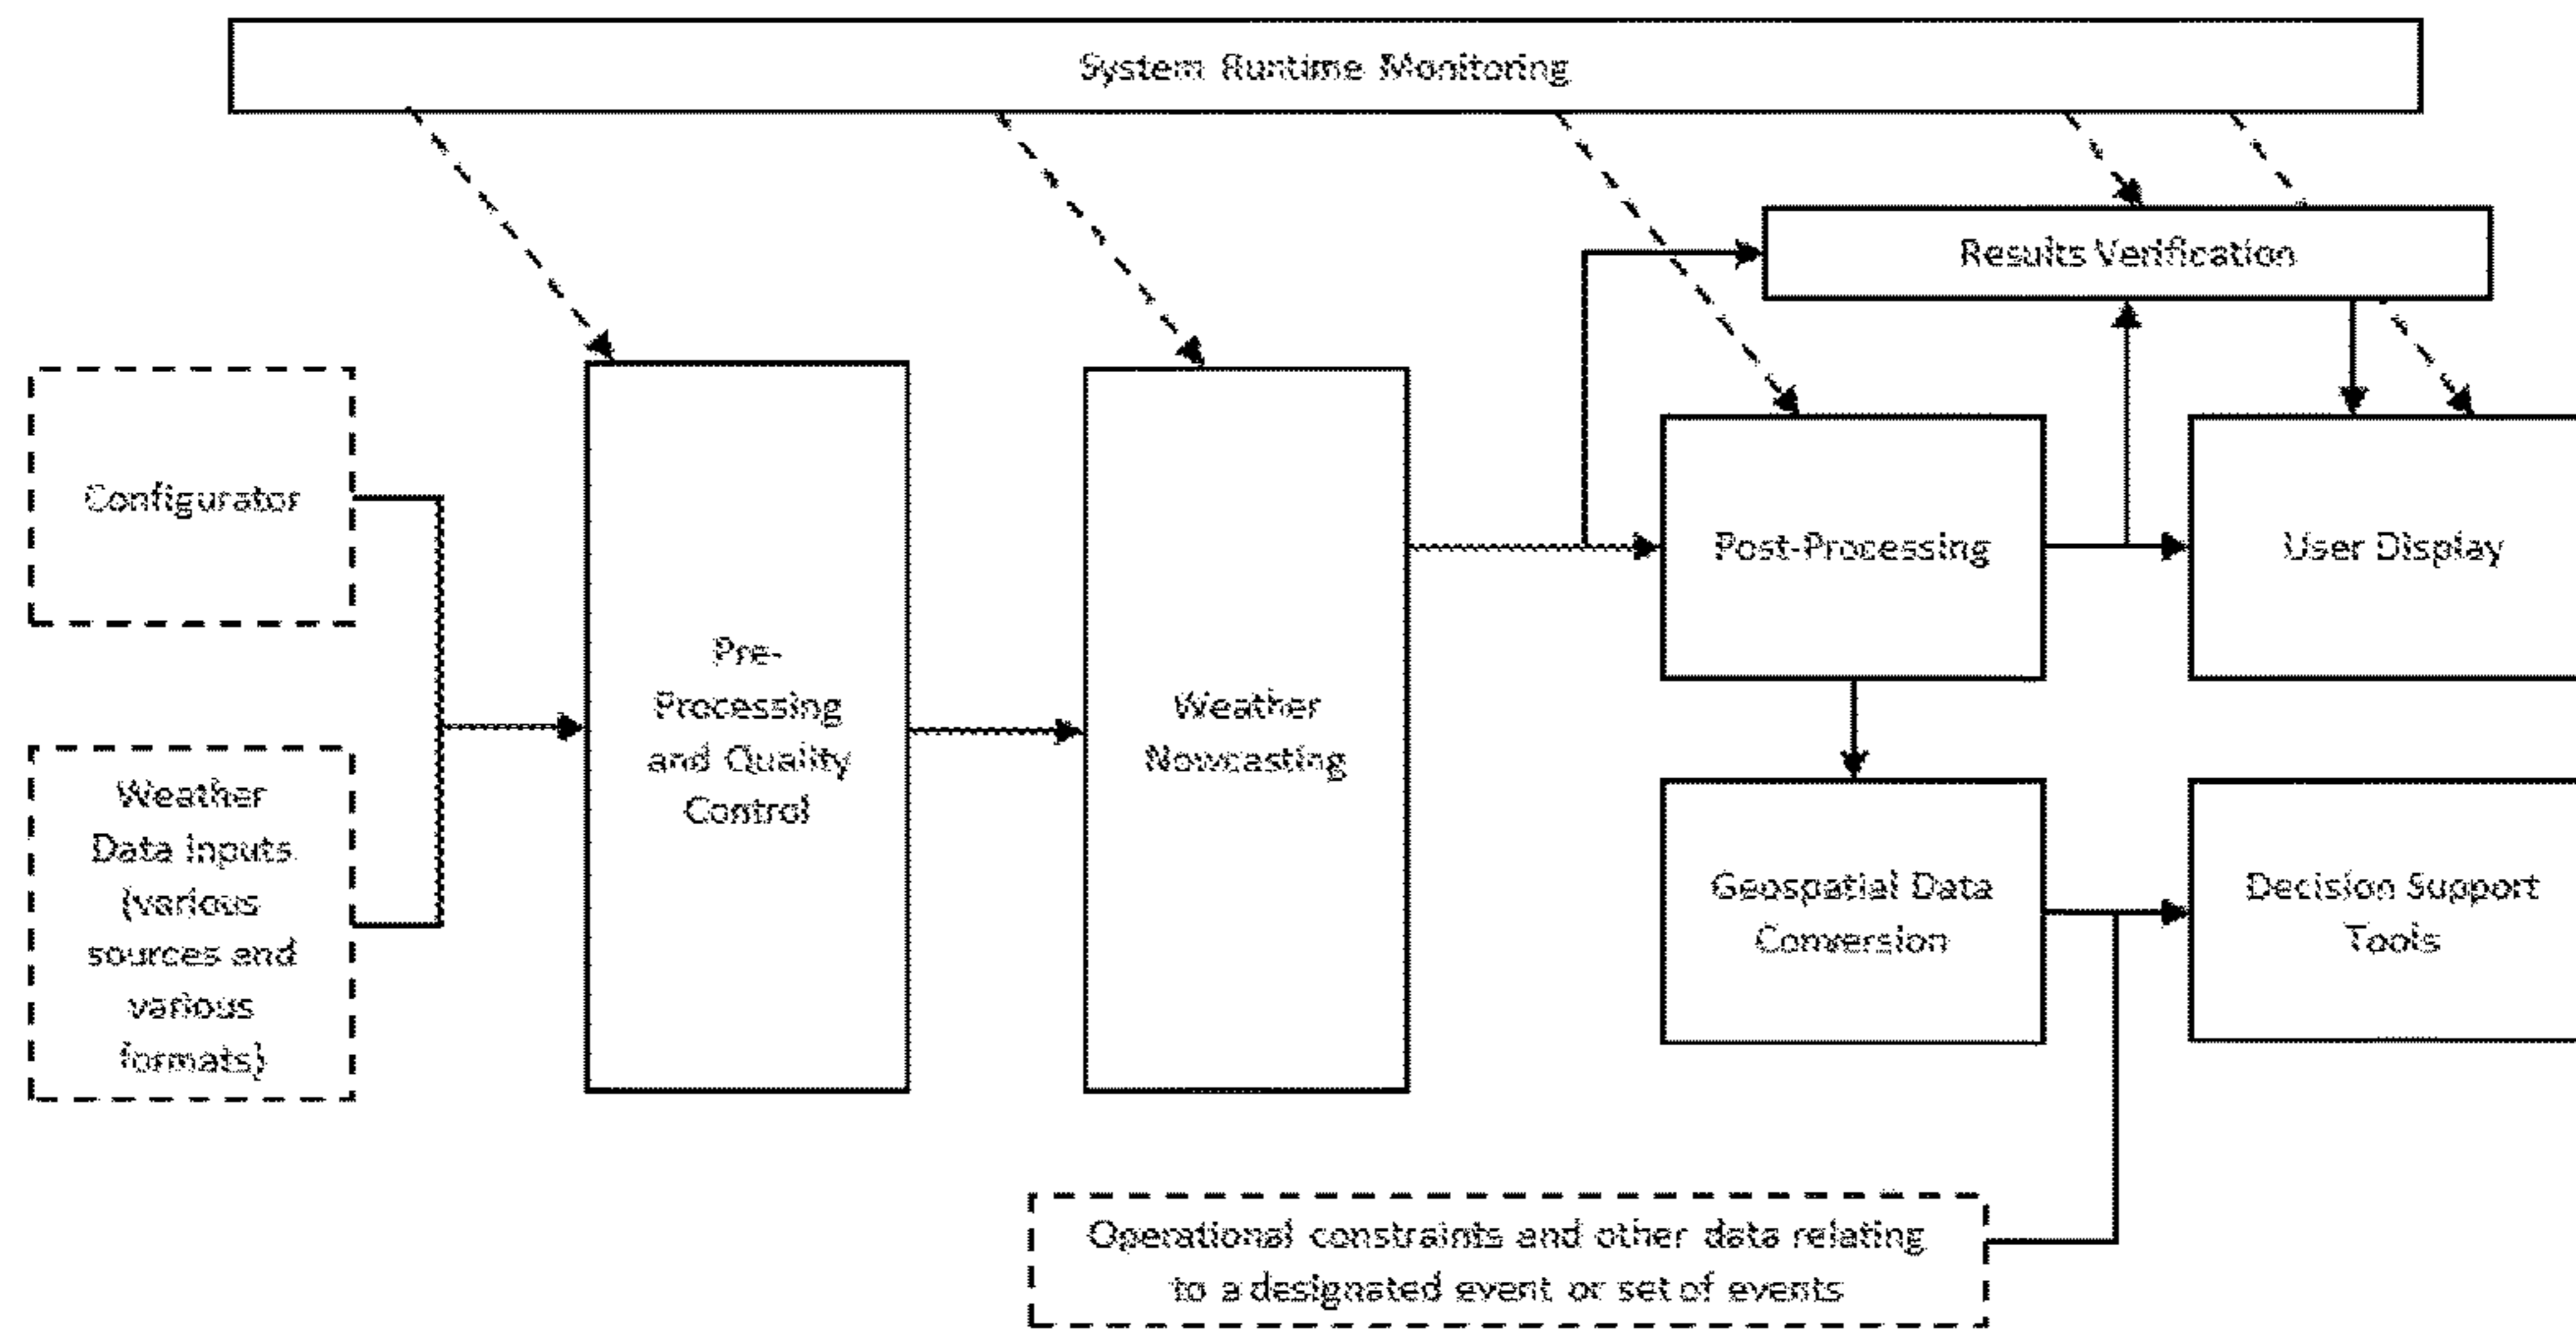 System Runtime Monitoring
Results Verification
Configurator
Weather
Data Inputs
(various
sources and
various
formats)
Pre-
Processing
and Quality
Control
Weather
Nowcasting
Post-Processing
User Display
Geospatial Data
Conversion
Decision Support
Tools
Operational constraints and other data relating
to a designated event or set of events